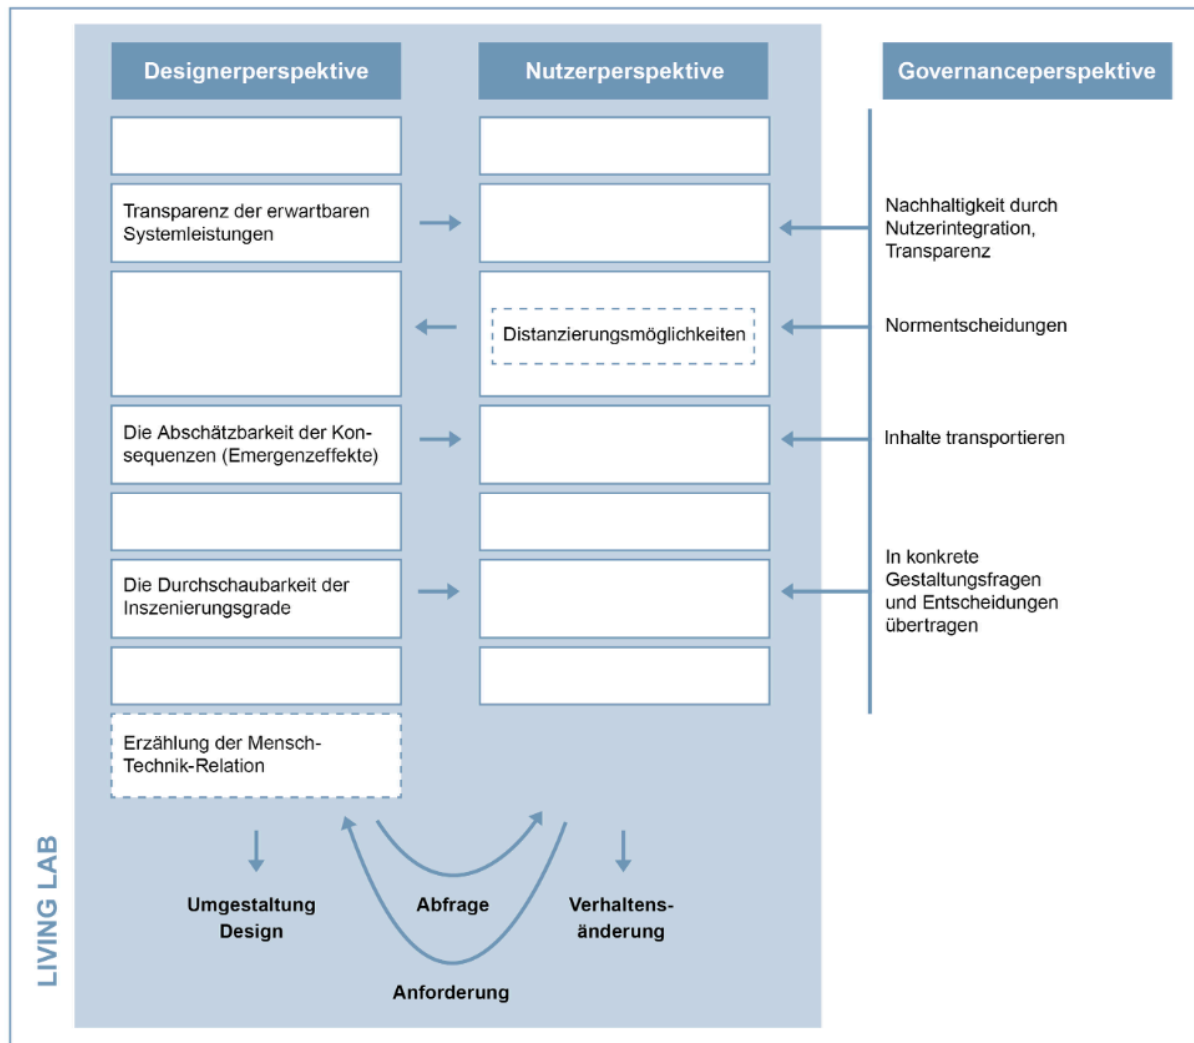 Designerperspektive
Nutzerperspektive
Governanceperspektive
Transparenz der erwartbaren
Systemleistungen
Nachhaltigkeit durch
Nutzerintegration,
Transparenz
Distanzierungsmöglichkeiten
Normentscheidungen
Die Abschätzbarkeit der Kon-
sequenzen (Emergenzeffekte)
Inhalte transportieren
Die Durchschaubarkeit der
Inszenierungsgrade
In konkrete
Gestaltungsfragen
und Entscheidungen
übertragen
Erzählung der Mensch-
Technik-Relation
Umgestaltung
Design
Abfrage
Verhaltens-
änderung
Anforderung
LIVING LAB